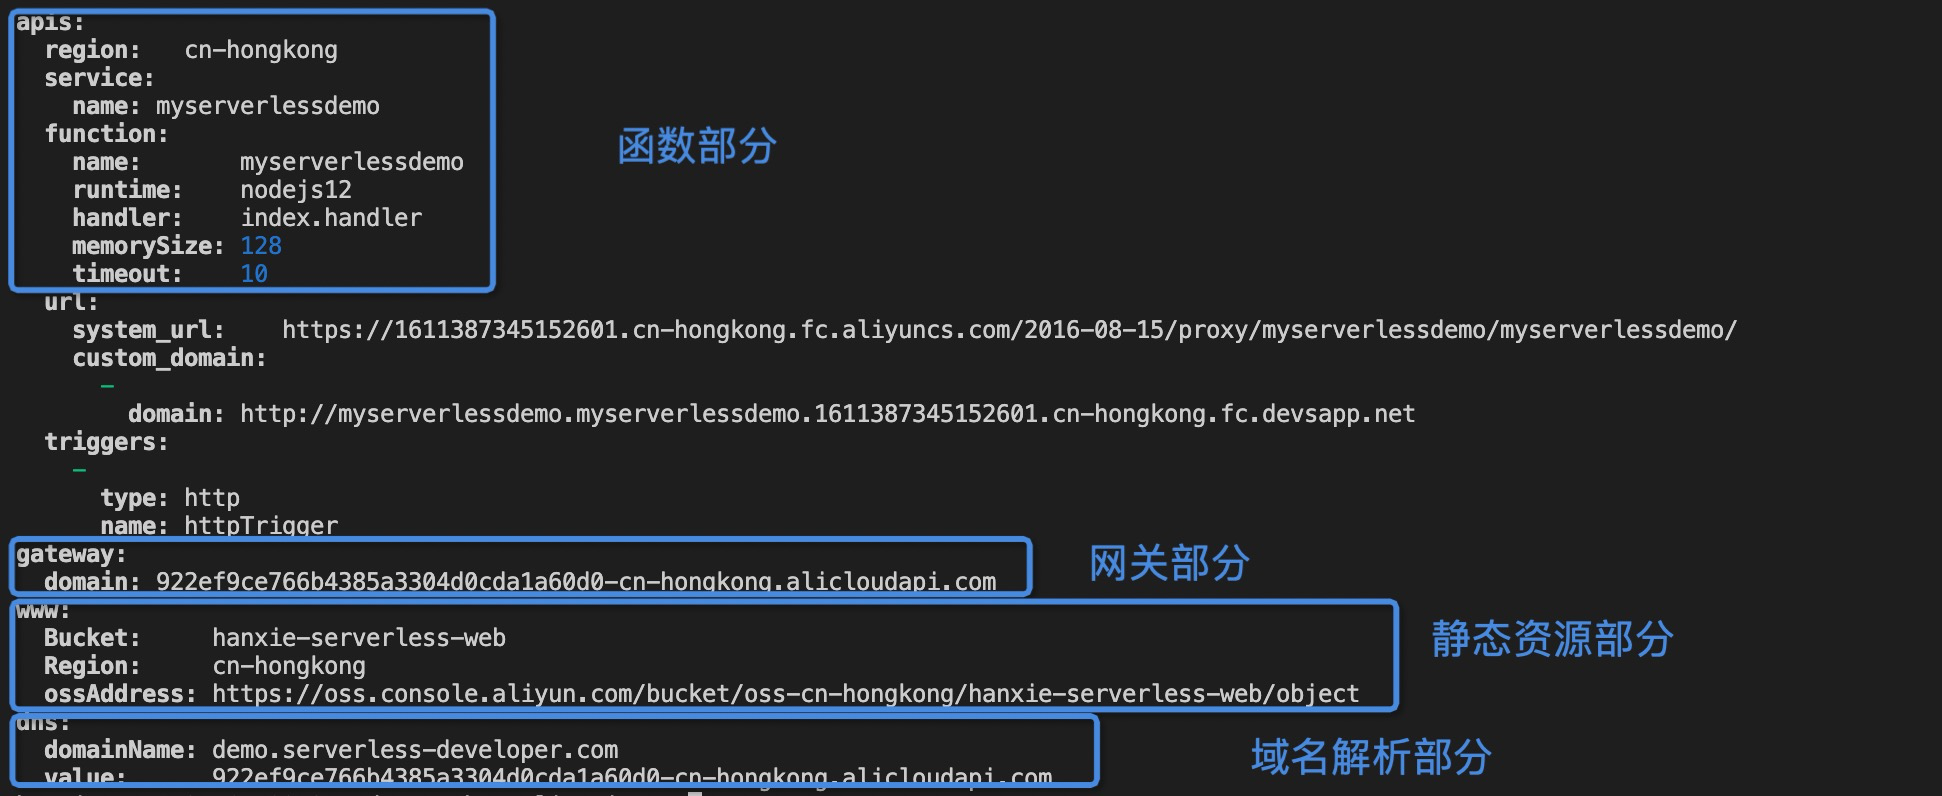 apis:
region: cn-hongkong
service:
name: myserverlessdemo
function:
函数部分
name: myserverlessdemo
runtime: nodejs12
handler: index.handler
memorySize: 128
timeout: 10
url:
system_url: https://1611387345152601.cn-hongkong.fc.aliyuncs.com/2016-08-15/proxy/myserverlessdemo/myserverlessdemo/
custom_domain:
-
domain: http://myserverlessdemo.myserverlessdemo.1611387345152601.cn-hongkong.fc.devsapp.net
triggers:
-
type: http
name: httpTrigger
gateway:
网关部分
domain: 922ef9ce766b4385a3304d0cda1a60d0-cn-hongkong.alicloudapi.com
www:
Bucket: hanxie-serverless-web
静态资源部分
Region: cn-hongkong
ossAddress: https://oss.console.aliyun.com/bucket/oss-cn-hongkong/hanxie-serverless-web/object
dns:
domainName: demo.serverless-developer.com
域名解析部分
value: 922ef9ce766b4385a3304d0cda1a60d0-cn-hongkong.alicloudapi.com